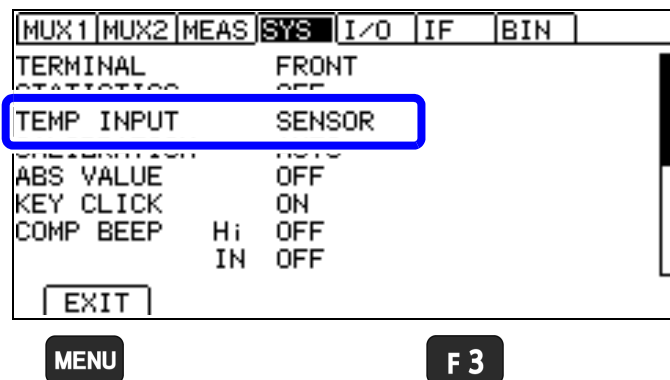 MUX1 MUX2 MEAS SYS I/O IF BIN
TERMINAL FRONT
TEMP INPUT SENSOR
ABS VALUE OFF
KEY CLICK ON
COMP BEEP Hi OFF
IN OFF
EXIT
MENU F3